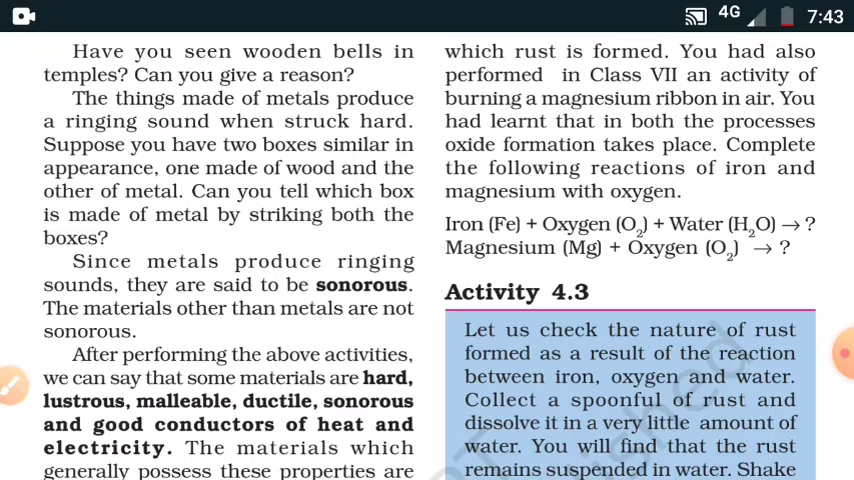 4G 7:43
Have you seen wooden bells in
temples? Can you give a reason?
The things made of metals produce
a ringing sound when struck hard.
Suppose you have two boxes similar in
appearance, one made of wood and the
other of metal. Can you tell which box
is made of metal by striking both the
boxes?
Since metals produce ringing
sounds, they are said to be sonorous.
The materials other than metals are not
sonorous.
After performing the above activities,
we can say that some materials are hard,
lustrous, malleable, ductile, sonorous
and good conductors of heat and
electricity. The materials which
generally possess these properties are
which rust is formed. You had also
performed in Class VII an activity of
burning a magnesium ribbon in air. You
had learnt that in both the processes
oxide formation takes place. Complete
the following reactions of iron and
magnesium with oxygen.
Iron (Fe) + Oxygen (O₂) + Water (H₂O) → ?
Magnesium (Mg) + Oxygen (O₂) → ?
Activity 4.3
Let us check the nature of rust
formed as a result of the reaction
between iron, oxygen and water.
Collect a spoonful of rust and
dissolve it in a very little amount of
water. You will find that the rust
remains suspended in water. Shake